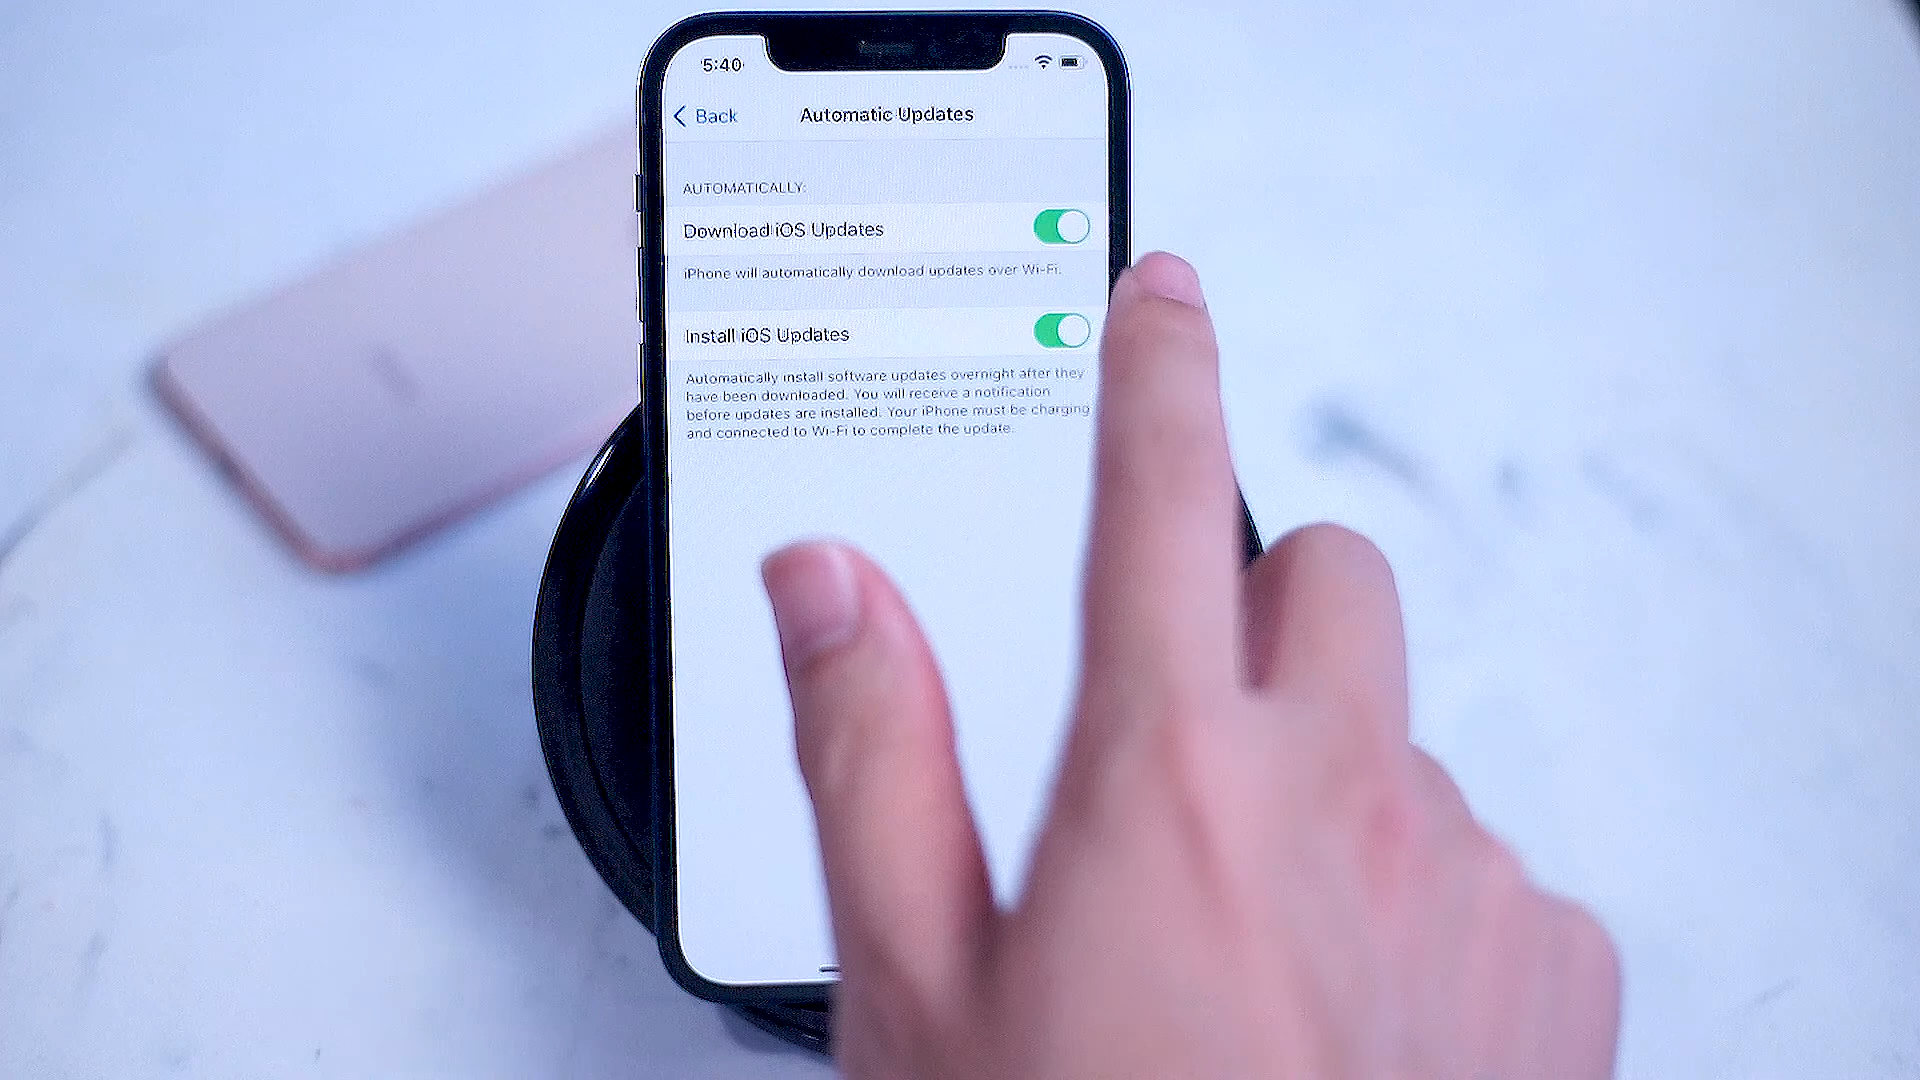 5:40
Back
Automatic Updates
AUTOMATICALLY:
Download iOS Updates
iPhone will automatically download updates over Wi-Fi.
Install iOS Updates
Automatically install software updates overnight after they
have been downloaded. You will receive a notification
before updates are installed. Your iPhone must be charging
and connected to Wi-Fi to complete the update.